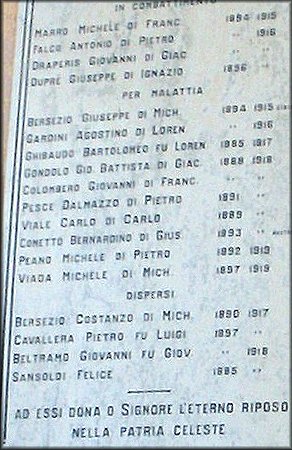 IN COMBATTIMENTO
MARRO MICHELE DI FRANC. 1894 1915
FALCO ANTONIO DI PIETRO " " 1916
DRAPERIS GIOVANNI DI GIAC. " " "
DUPRÈ GIUSEPPE DI IGNAZIO 1896 "
PER MALATTIA
BERSEZIO GIUSEPPE DI MICH. 1894 1915
GARDINI AGOSTINO DI LOREN. " 1916
GHIBAUDO BARTOLOMEO FU LOREN. 1885 1917
GONDOLO GIO. BATTISTA DI GIAC. 1889 1918
COLOMBERO GIOVANNI DI FRANC. " "
PESCE DALMAZZO DI PIETRO 1891 "
VIALE CARLO DI CARLO 1889 "
CONETTO BERNARDINO DI GIUS. 1893 "
PEANO MICHELE DI PIETRO 1892 1919
VIADA MICHELE DI MICH. 1897 1919
DISPERSI
BERSEZIO COSTANZO DI MICH. 1890 1917
CAVALLERA PIETRO FU LUIGI 1897 "
BELTRAMO GIOVANNI FU GIOV. " 1918
SANSOLDI FELICE 1885 "
AD ESSI DONA O SIGNORE L'ETERNO RIPOSO
NELLA PATRIA CELESTE